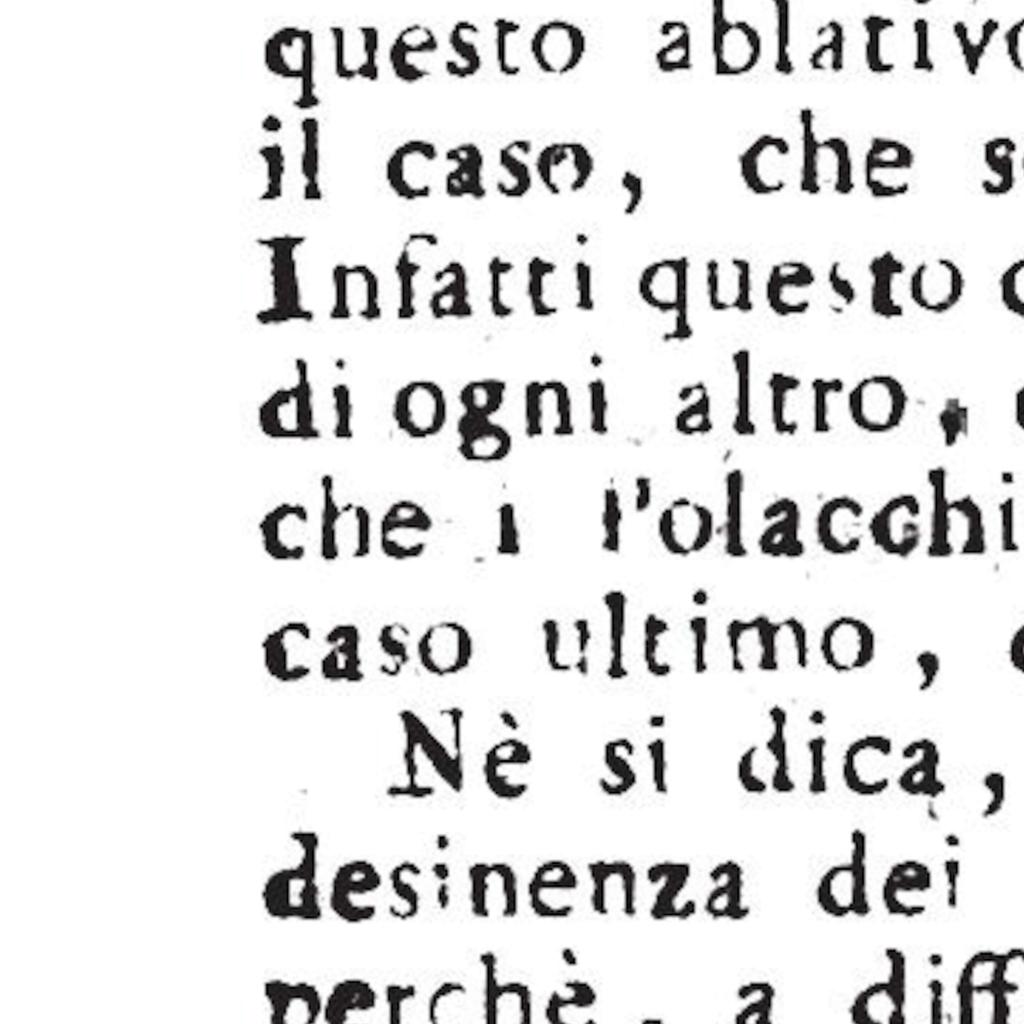 questo ablativo
il caso, che
Infatti questo
di ogni altro,
che i Polacchi
caso ultimo,
Nè si dica,
desinenza dei
perchè, a diff